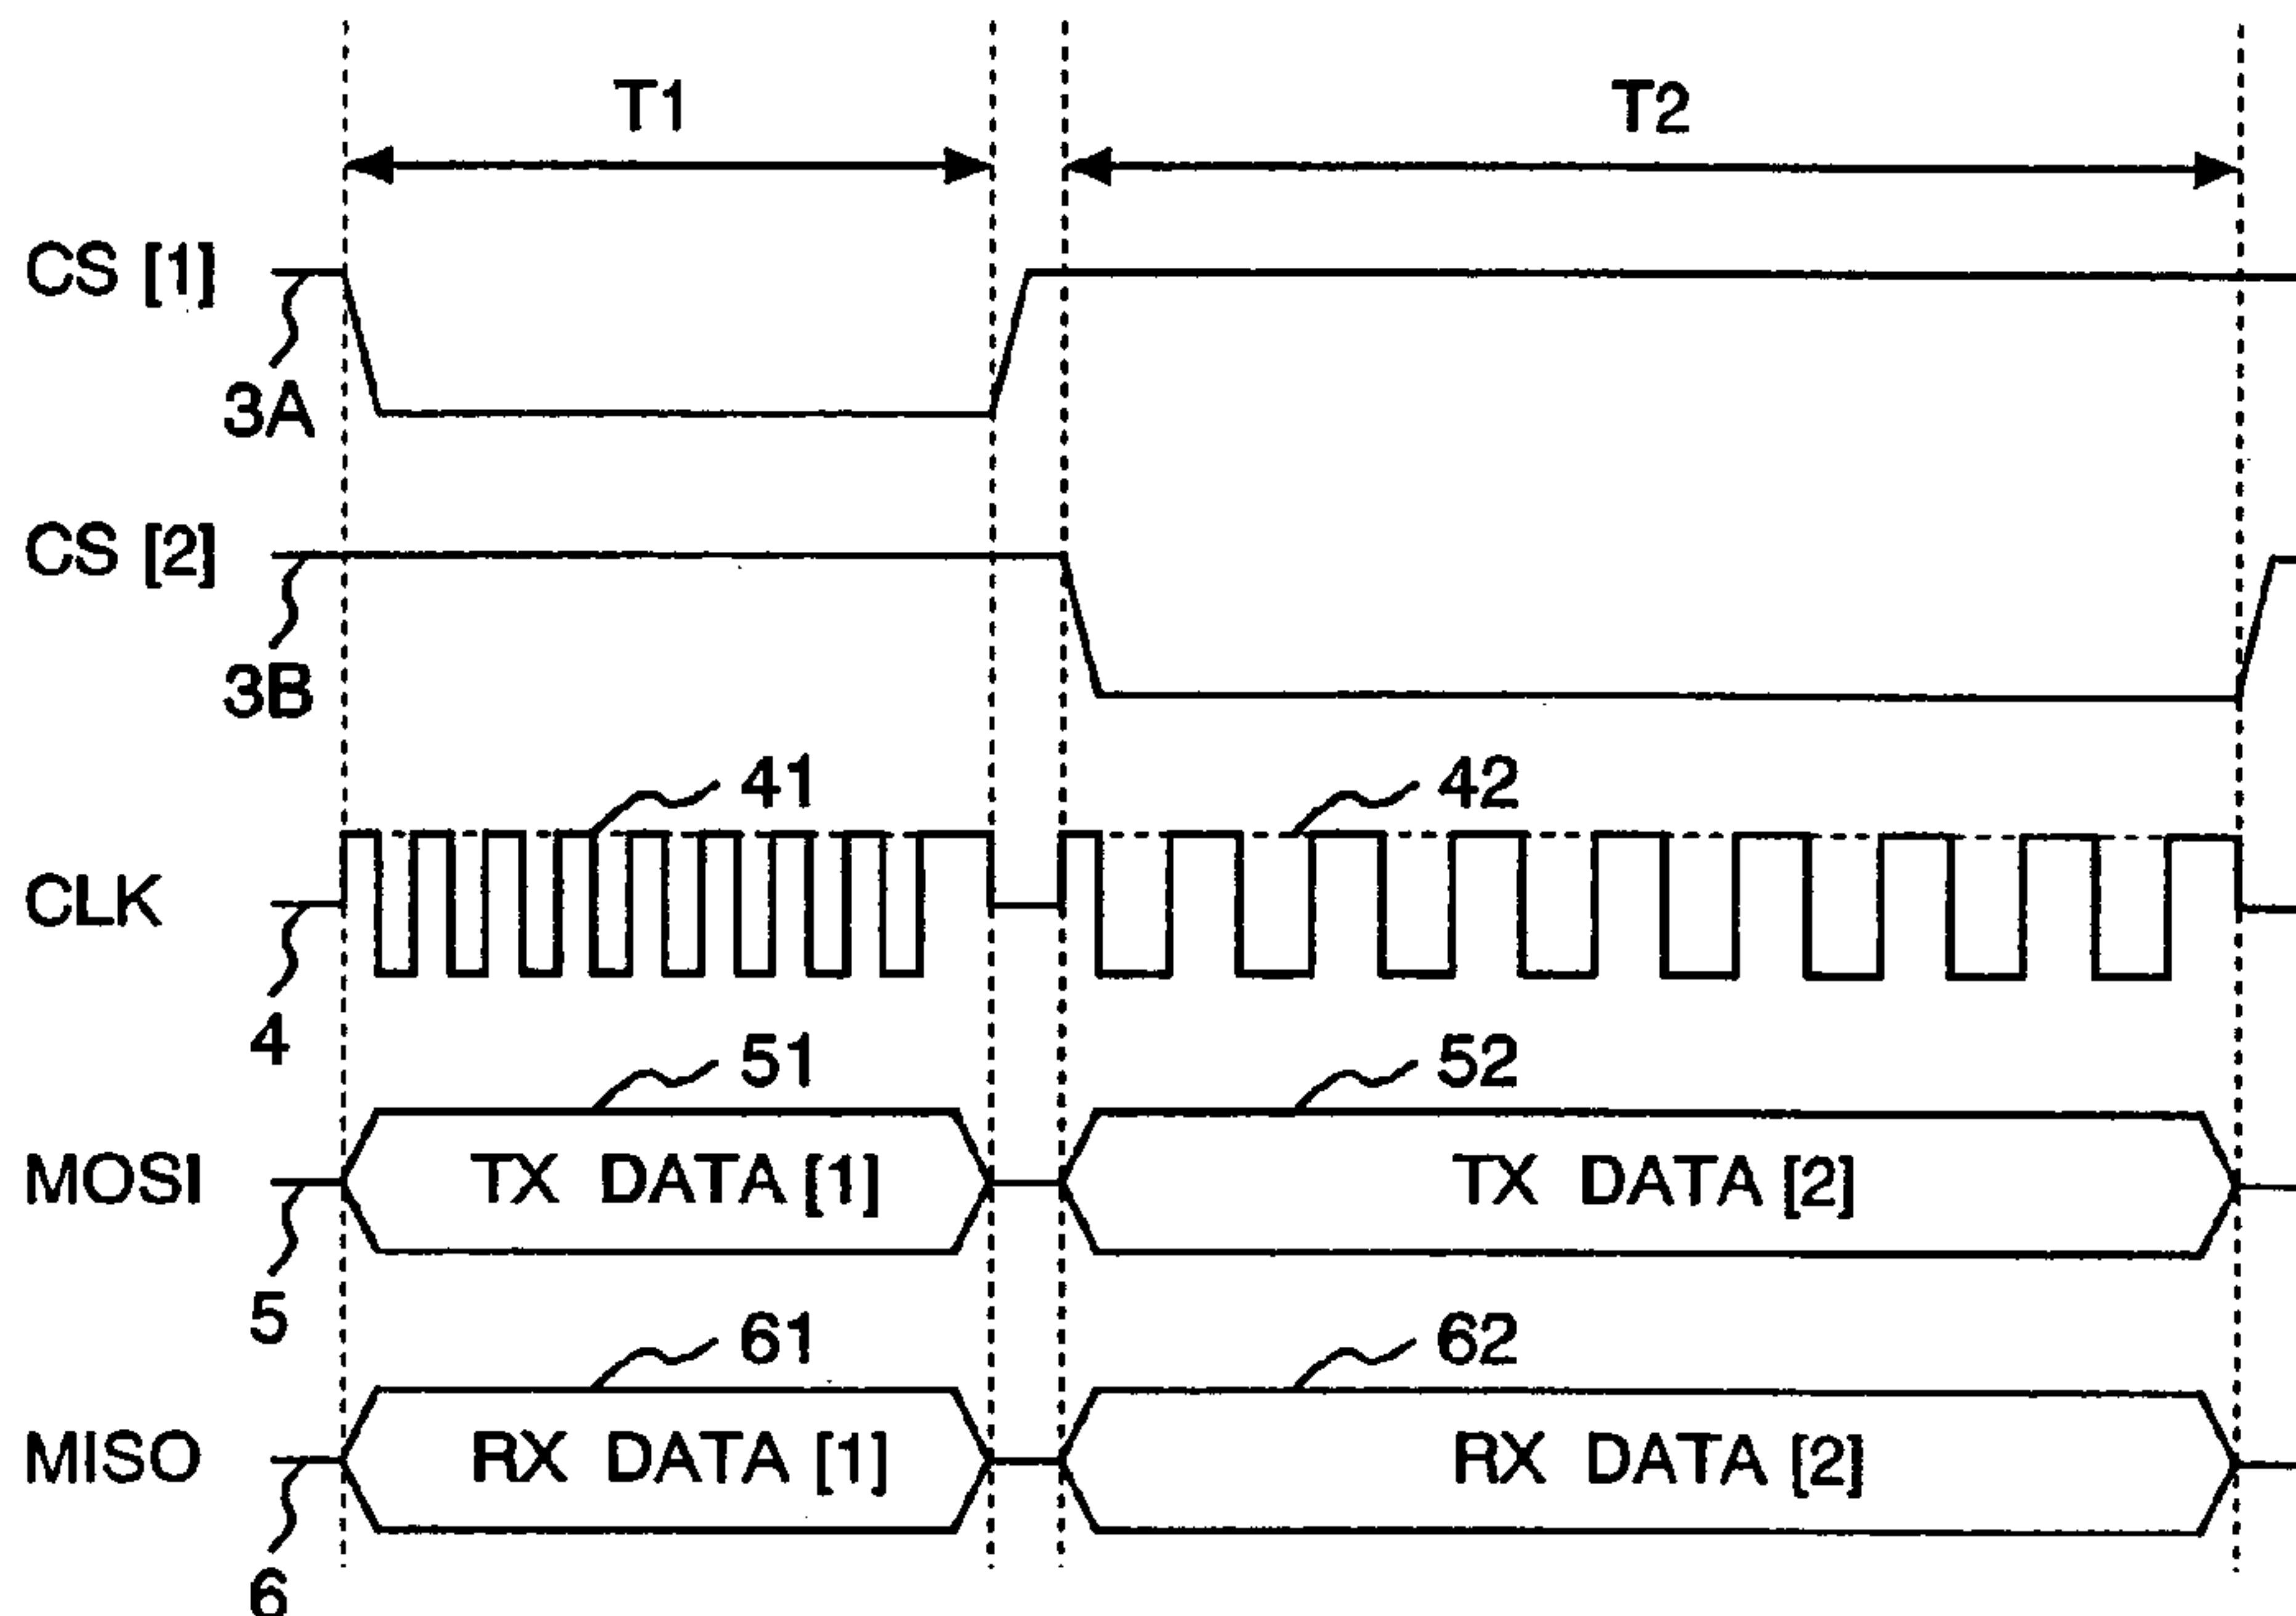 T1 T2
CS [1]
3A
CS [2]
3B
41 42
CLK
4
51 52
MOSI TX DATA [1] TX DATA [2]
5
61 62
MISO RX DATA [1] RX DATA [2]
6